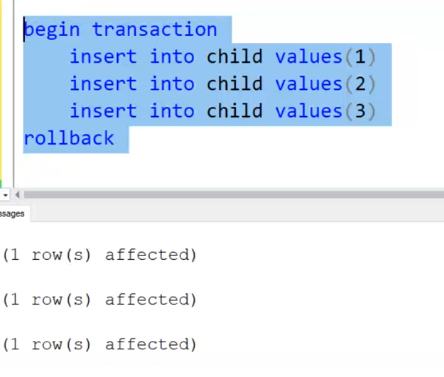 begin transaction
insert into child values(1)
insert into child values(2)
insert into child values(3)
rollback
ssages
(1 row(s) affected)
(1 row(s) affected)
(1 row(s) affected)